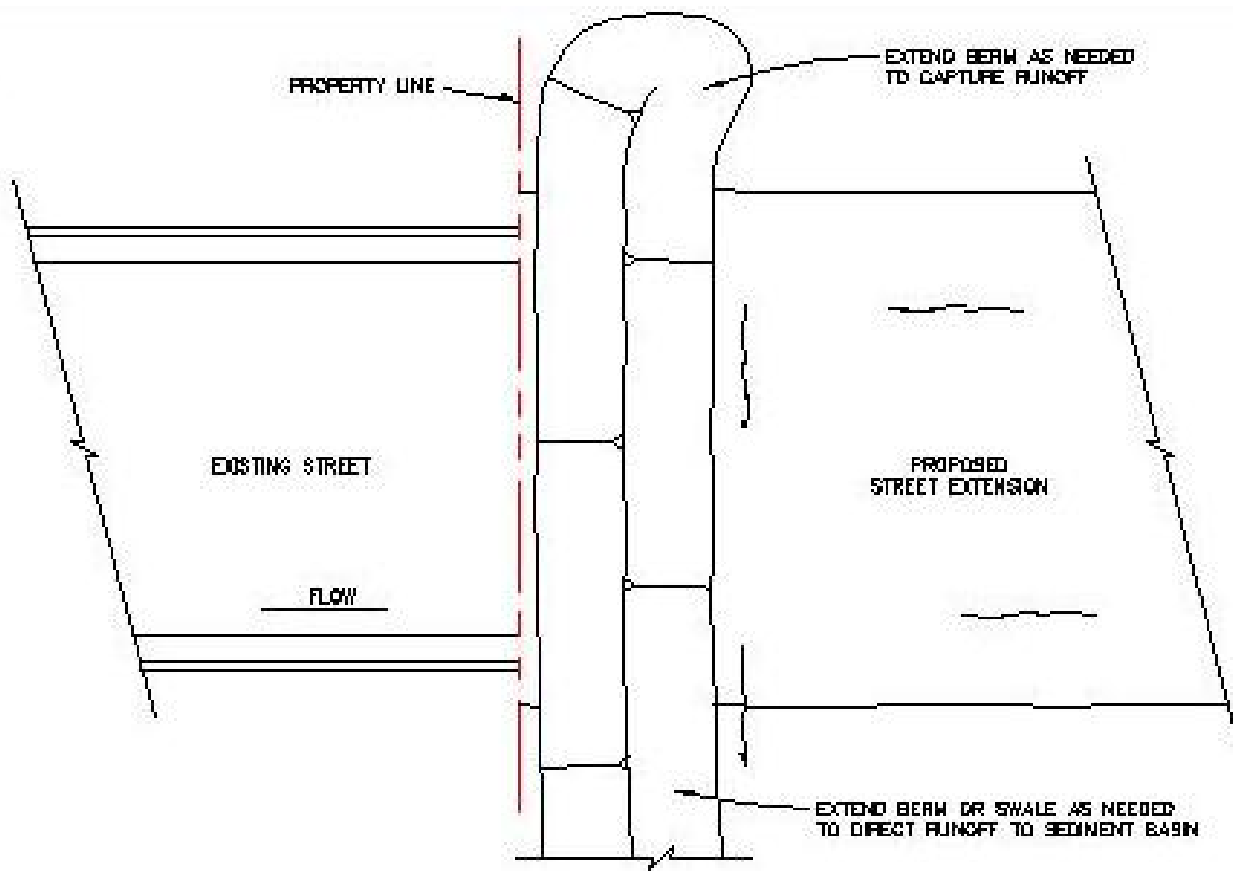 EXTEND BERM AS NEEDED
TO CAPTURE RUNOFF
PROPERTY LINE
EXISTING STREET
PROPOSED
STREET EXTENSION
FLOW
EXTEND BERM OR SWALE AS NEEDED
TO DIRECT RUNOFF TO SEDIMENT BASIN